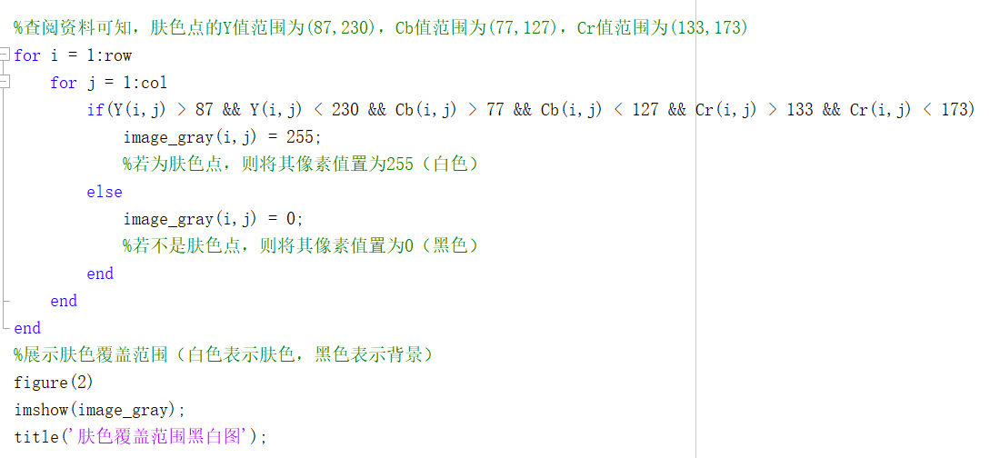 %查阅资料可知，肤色点的Y值范围为(87,230)，Cb值范围为(77,127)，Cr值范围为(133,173)
for i = 1:row
for j = 1:col
if(Y(i,j) > 87 && Y(i,j) < 230 && Cb(i,j) > 77 && Cb(i,j) < 127 && Cr(i,j) > 133 && Cr(i,j) < 173)
image_gray(i,j) = 255;
%若为肤色点，则将其像素值置为255（白色）
else
image_gray(i,j) = 0;
%若不是肤色点，则将其像素值置为0（黑色）
end
end
end
%展示肤色覆盖范围（白色表示肤色，黑色表示背景）
figure(2)
imshow(image_gray);
title('肤色覆盖范围黑白图');